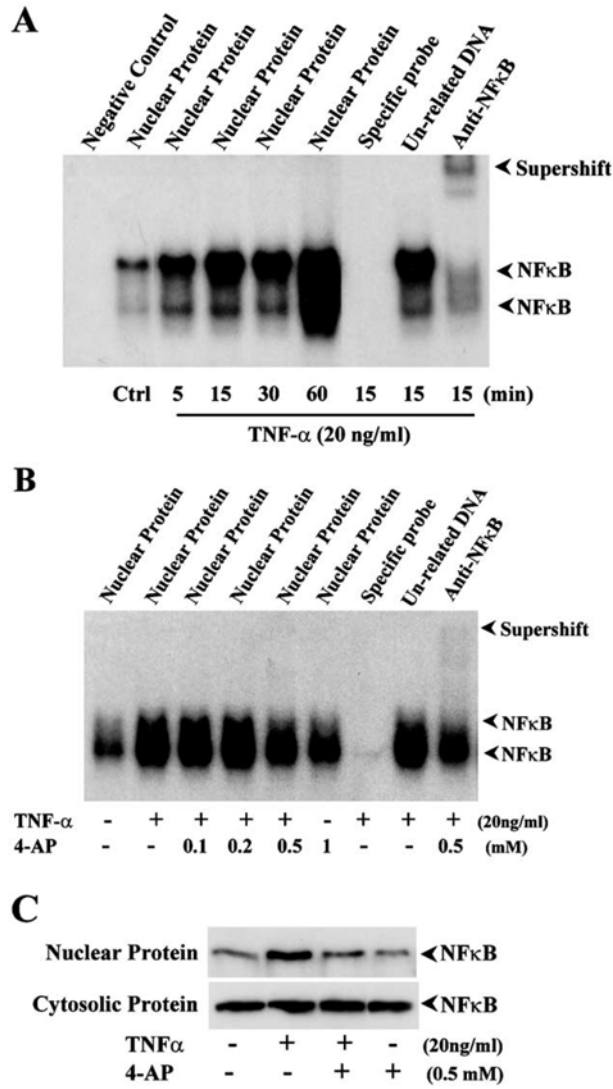 A
Negative Control
Nuclear Protein
Nuclear Protein
Nuclear Protein
Nuclear Protein
Nuclear Protein
Specific probe
Un-related DNA
Anti-NFκB
Supershift
NFκB
NFκB
Ctrl 5 15 30 60 15 15 15 (min)
TNF-α (20 ng/ml)
B
Nuclear Protein
Nuclear Protein
Nuclear Protein
Nuclear Protein
Nuclear Protein
Nuclear Protein
Specific probe
Un-related DNA
Anti-NFκB
Supershift
NFκB
NFκB
TNF-α - + + + + - + + + (20ng/ml)
4-AP - - 0.1 0.2 0.5 1 - - 0.5 (mM)
C
Nuclear Protein NFκB
Cytosolic Protein NFκB
TNFα - + + - (20ng/ml)
4-AP - - + + (0.5 mM)